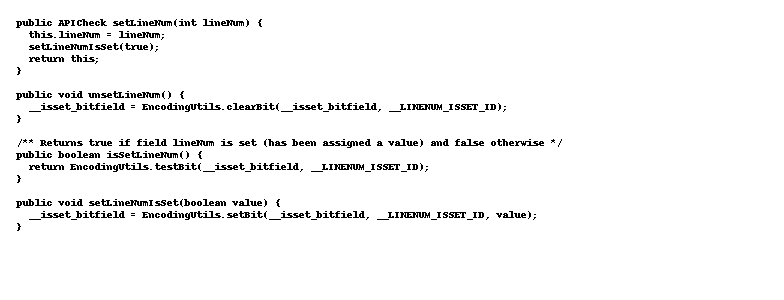 public APICheck setLineNum(int lineNum) {
  this.lineNum = lineNum;
  setLineNumIsSet(true);
  return this;
}

public void unsetLineNum() {
  __isset_bitfield = EncodingUtils.clearBit(__isset_bitfield, __LINENUM_ISSET_ID);
}

/** Returns true if field lineNum is set (has been assigned a value) and false otherwise */
public boolean isSetLineNum() {
  return EncodingUtils.testBit(__isset_bitfield, __LINENUM_ISSET_ID);
}

public void setLineNumIsSet(boolean value) {
  __isset_bitfield = EncodingUtils.setBit(__isset_bitfield, __LINENUM_ISSET_ID, value);
}